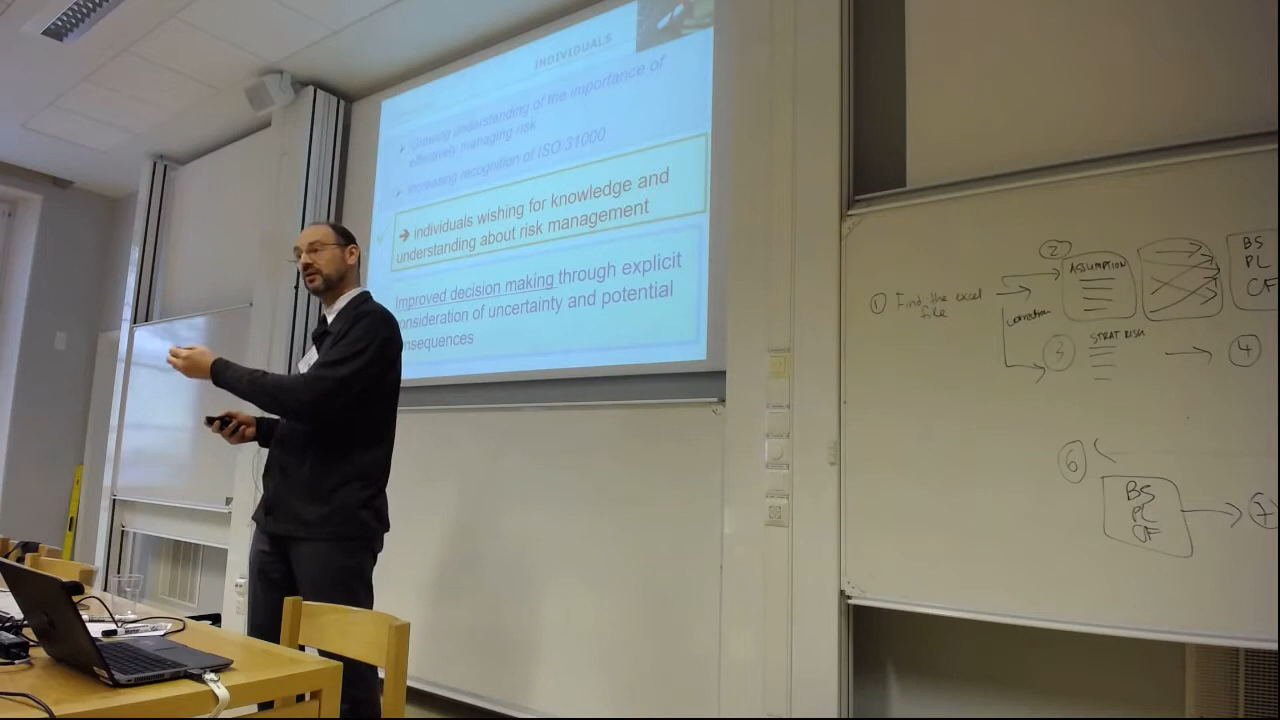 INDIVIDUALS
Growing understanding of the importance of
effectively managing risk
Increasing recognition of ISO 31000
➔ individuals wishing for knowledge and
understanding about risk management
Improved decision making through explicit
onsideration of uncertainty and potential
nsequences
① Find the excel
file
②
ASSUMPTION
BS
PL
CF
③
STRAT RISK
④
⑥
BS
PL
CF
⑦